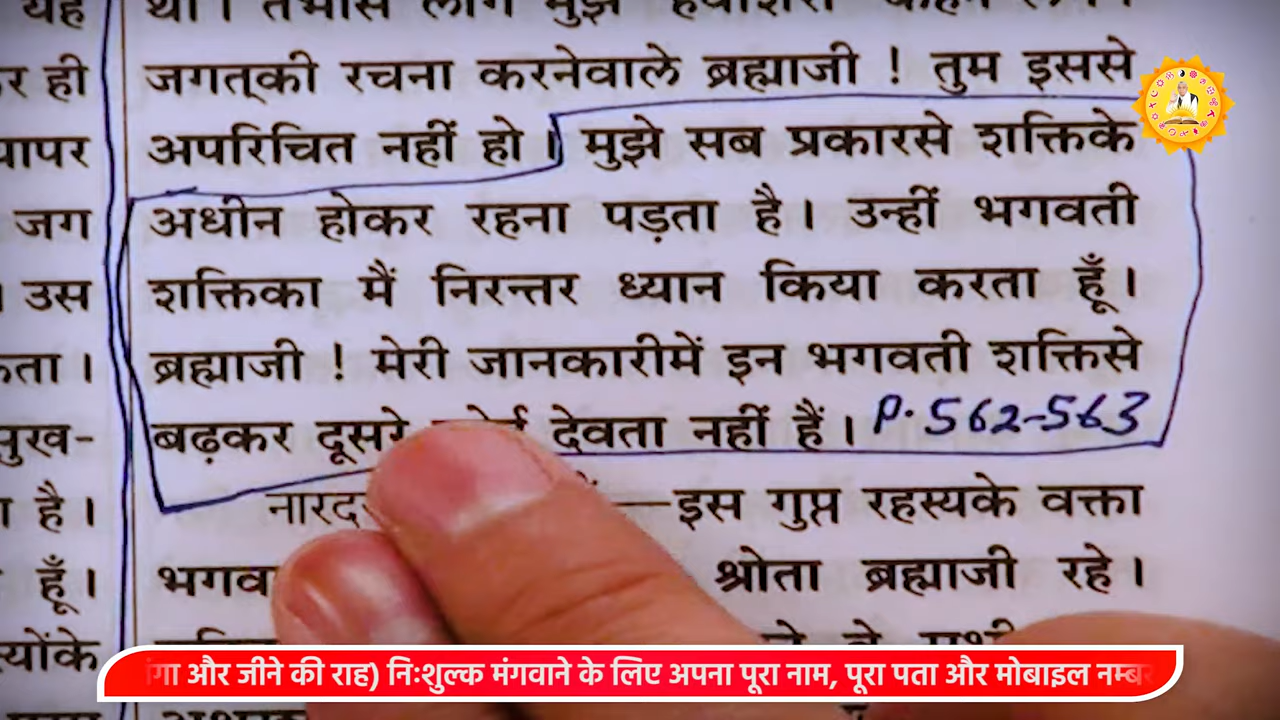 यह था। तभीसे लोग मुझे
र ही जगत्‌की रचना करनेवाले ब्रह्माजी ! तुम इससे
यापर अपरिचित नहीं हो। मुझे सब प्रकारसे शक्तिके
जग अधीन होकर रहना पड़ता है। उन्हीं भगवती
। उस शक्तिका मैं निरन्तर ध्यान किया करता हूँ।
कता। ब्रह्माजी ! मेरी जानकारीमें इन भगवती शक्तिसे
सुख- बढ़कर दूसरे देवता नहीं हैं। P. 562-563
है। —इस गुप्त रहस्यके वक्ता
हूँ। श्रोता ब्रह्माजी रहे।
त्योंके
और जीने की राह) निःशुल्क मंगवाने के लिए अपना पूरा नाम, पूरा पता और मोबाइल नम्बर